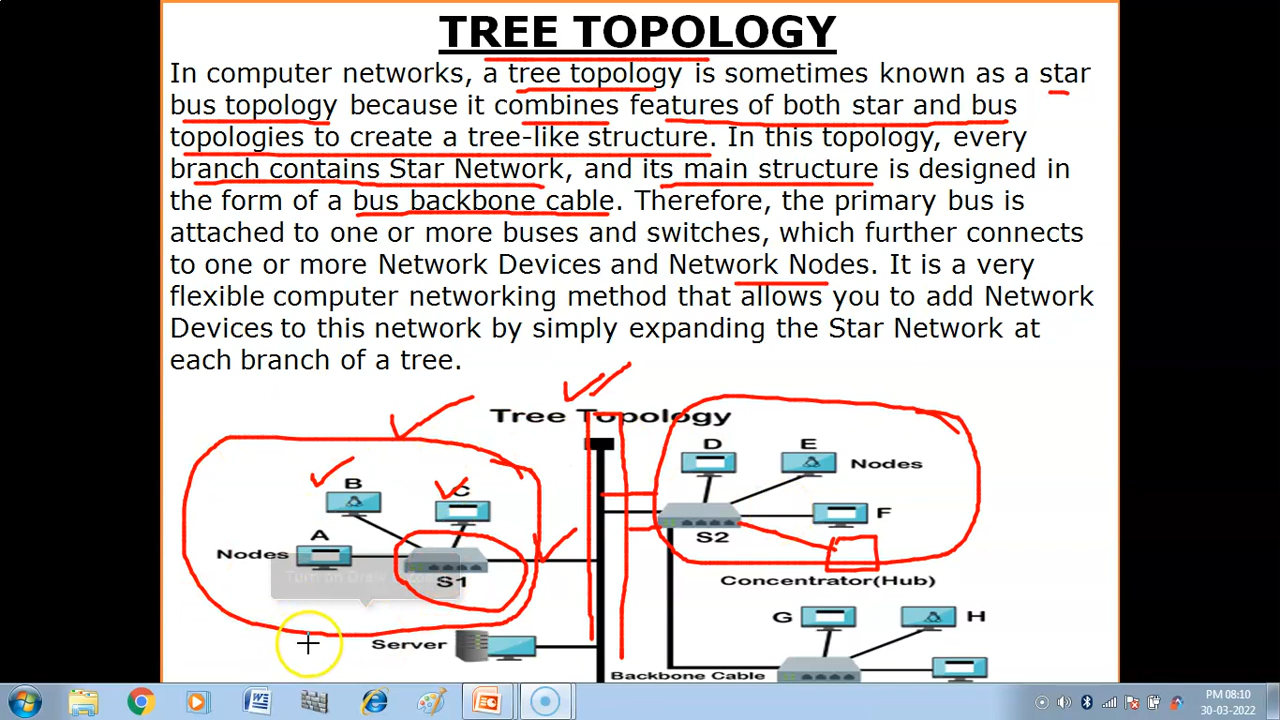 TREE TOPOLOGY
In computer networks, a tree topology is sometimes known as a star
bus topology because it combines features of both star and bus
topologies to create a tree-like structure. In this topology, every
branch contains Star Network, and its main structure is designed in
the form of a bus backbone cable. Therefore, the primary bus is
attached to one or more buses and switches, which further connects
to one or more Network Devices and Network Nodes. It is a very
flexible computer networking method that allows you to add Network
Devices to this network by simply expanding the Star Network at
each branch of a tree.
Tree Topology
D
E
Nodes
B
C
F
A
Nodes
S2
S1
Turn on Draw
Concentrator(Hub)
G
H
Server
Backbone Cable
PM 08:10
30-03-2022